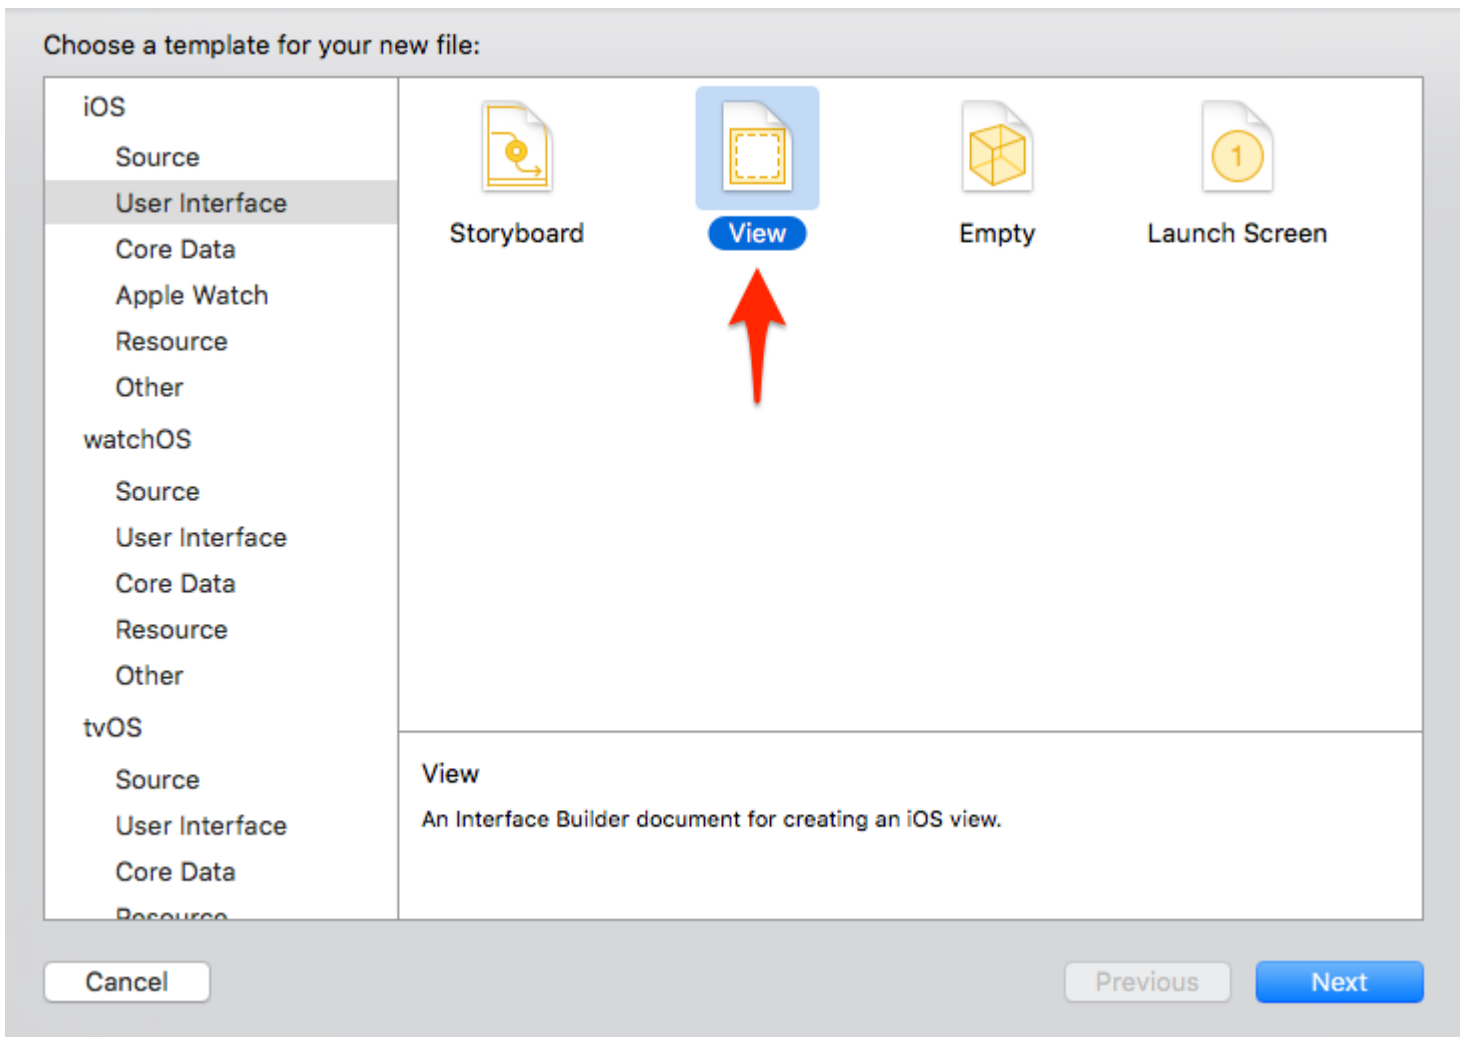 Choose a template for your new file:
iOS
Source
User Interface
Core Data
Apple Watch
Resource
Other
watchOS
Source
User Interface
Core Data
Resource
Other
tvOS
Source
User Interface
Core Data
Resource
Storyboard
View
Empty
1
Launch Screen
View
An Interface Builder document for creating an iOS view.
Cancel
Previous
Next